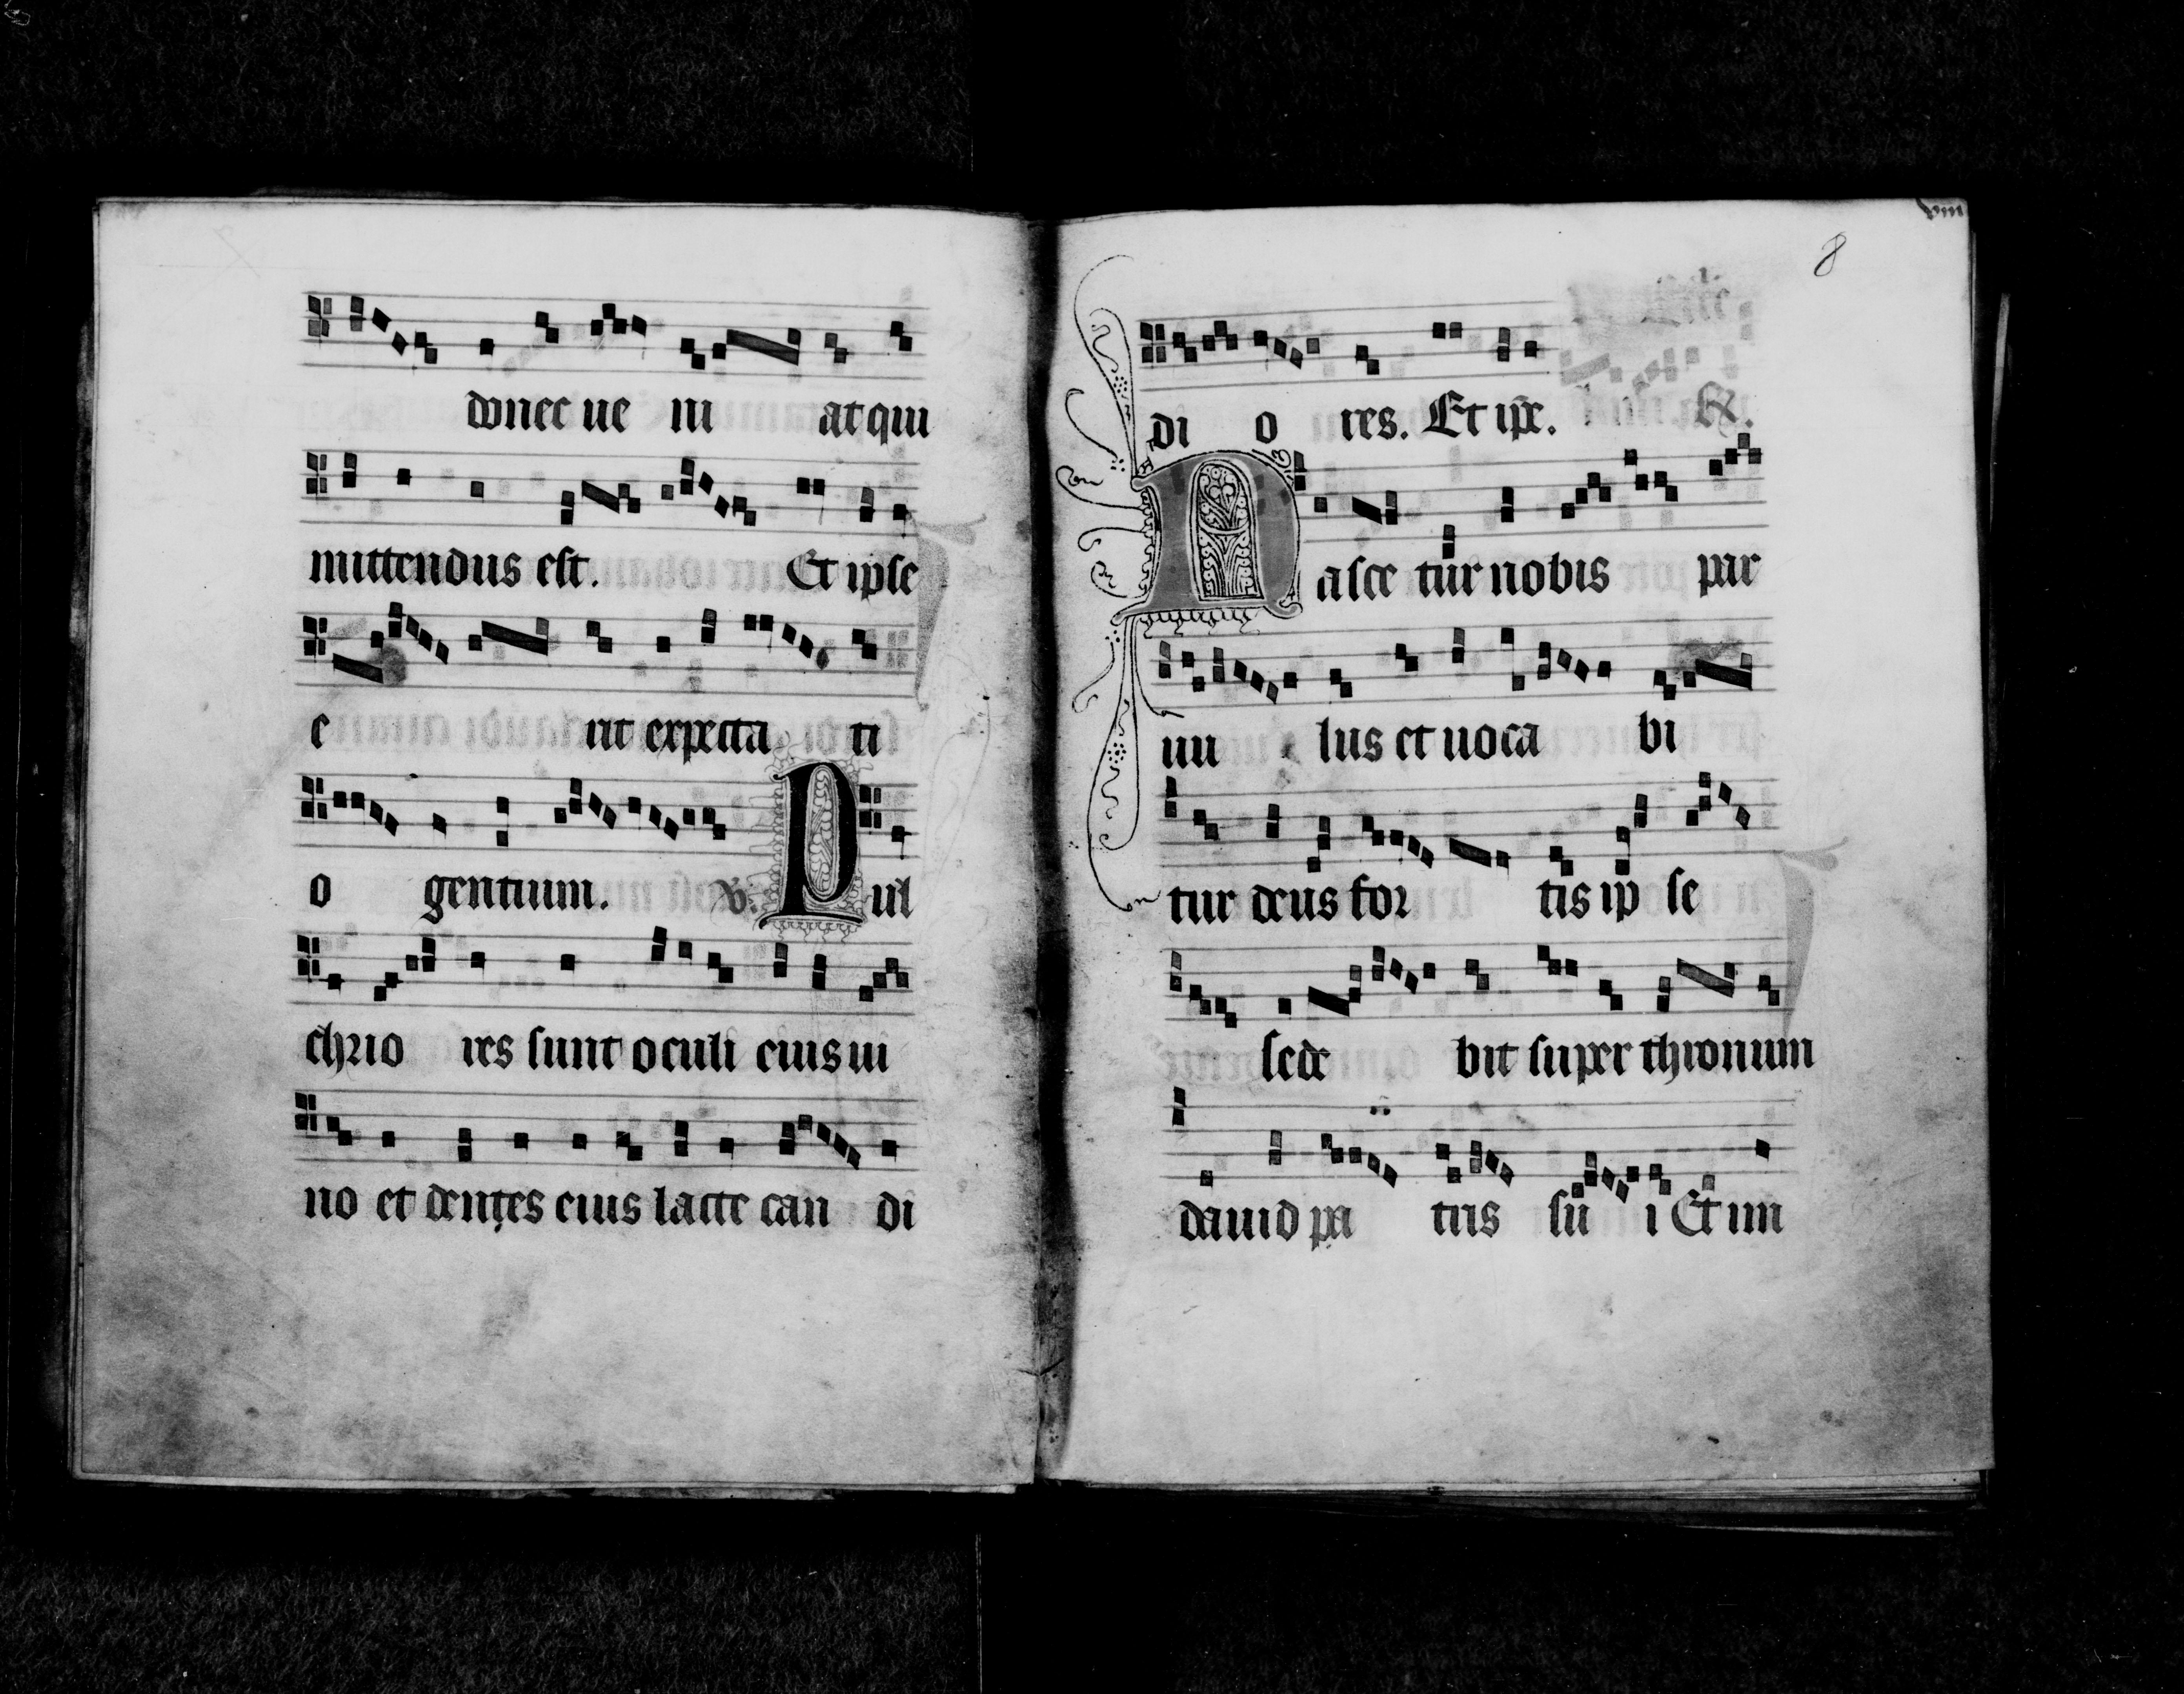 donec ue ni at qui
mittendus est. Et ipse
e rit expecta ti
o gentium. v. Pul
chrio res sunt oculi eius ui
no et dentes eius lacte can di
viii
8
di o res. Et ipse. R.
Nasce tur nobis par
uu lus et uoca bi
tur deus for tis ip se
sede bit super thronum
dauid pa tris su i Et im